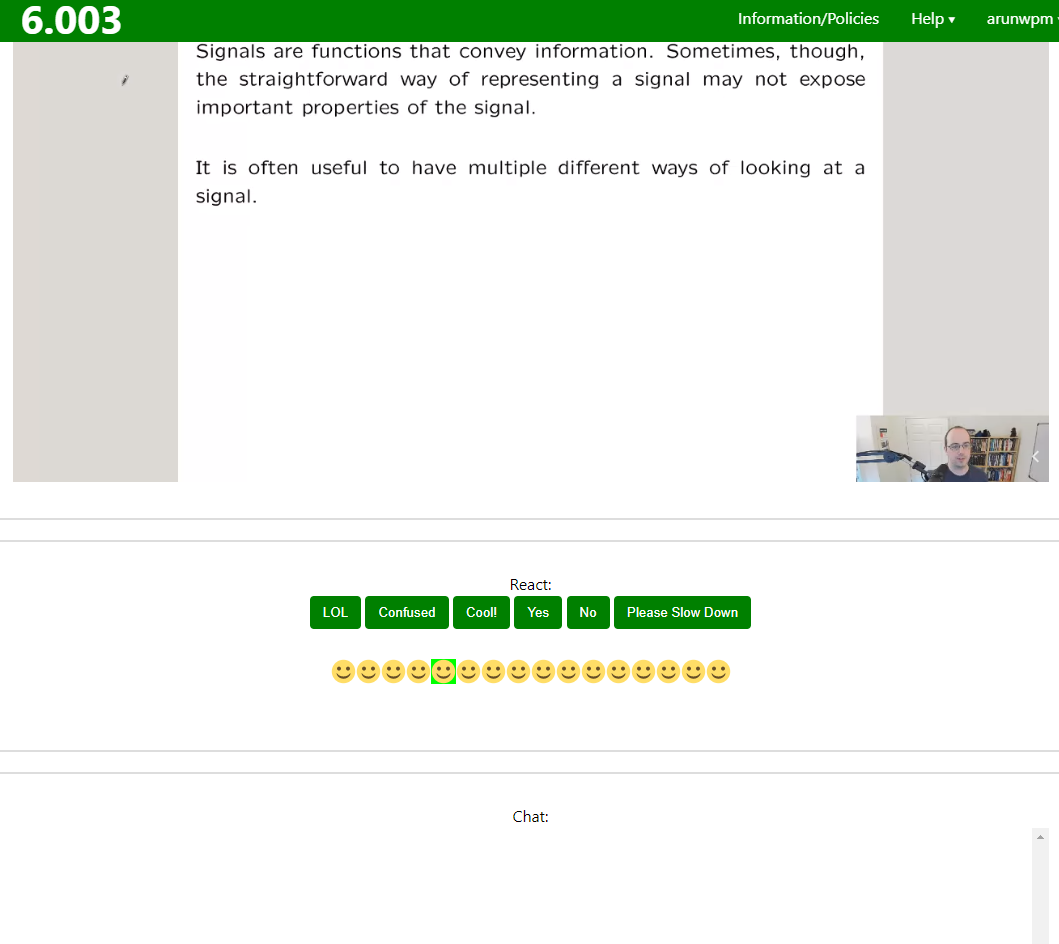 6.003
Information/Policies Help ▾ arunwpm
Signals are functions that convey information. Sometimes, though,
the straightforward way of representing a signal may not expose
important properties of the signal.
It is often useful to have multiple different ways of looking at a
signal.
React:
LOL Confused Cool! Yes No Please Slow Down
Chat: